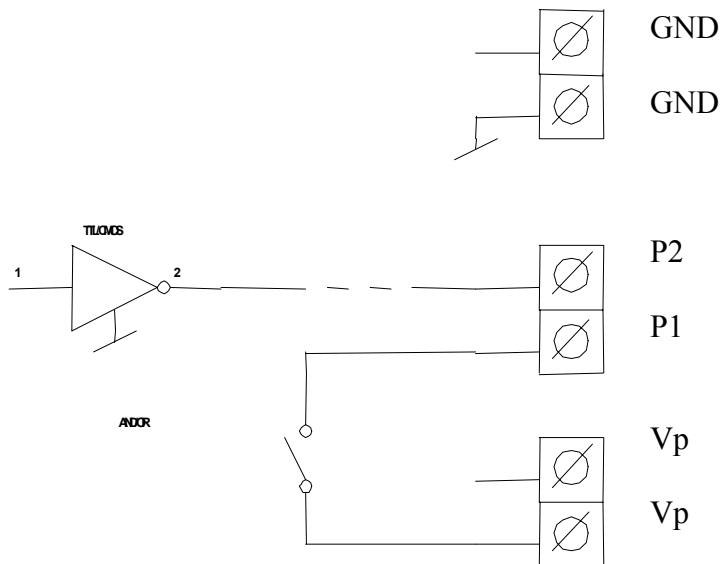 GND
GND
TTL/CMOS
1
2
P2
P1
AND/OR
Vp
Vp